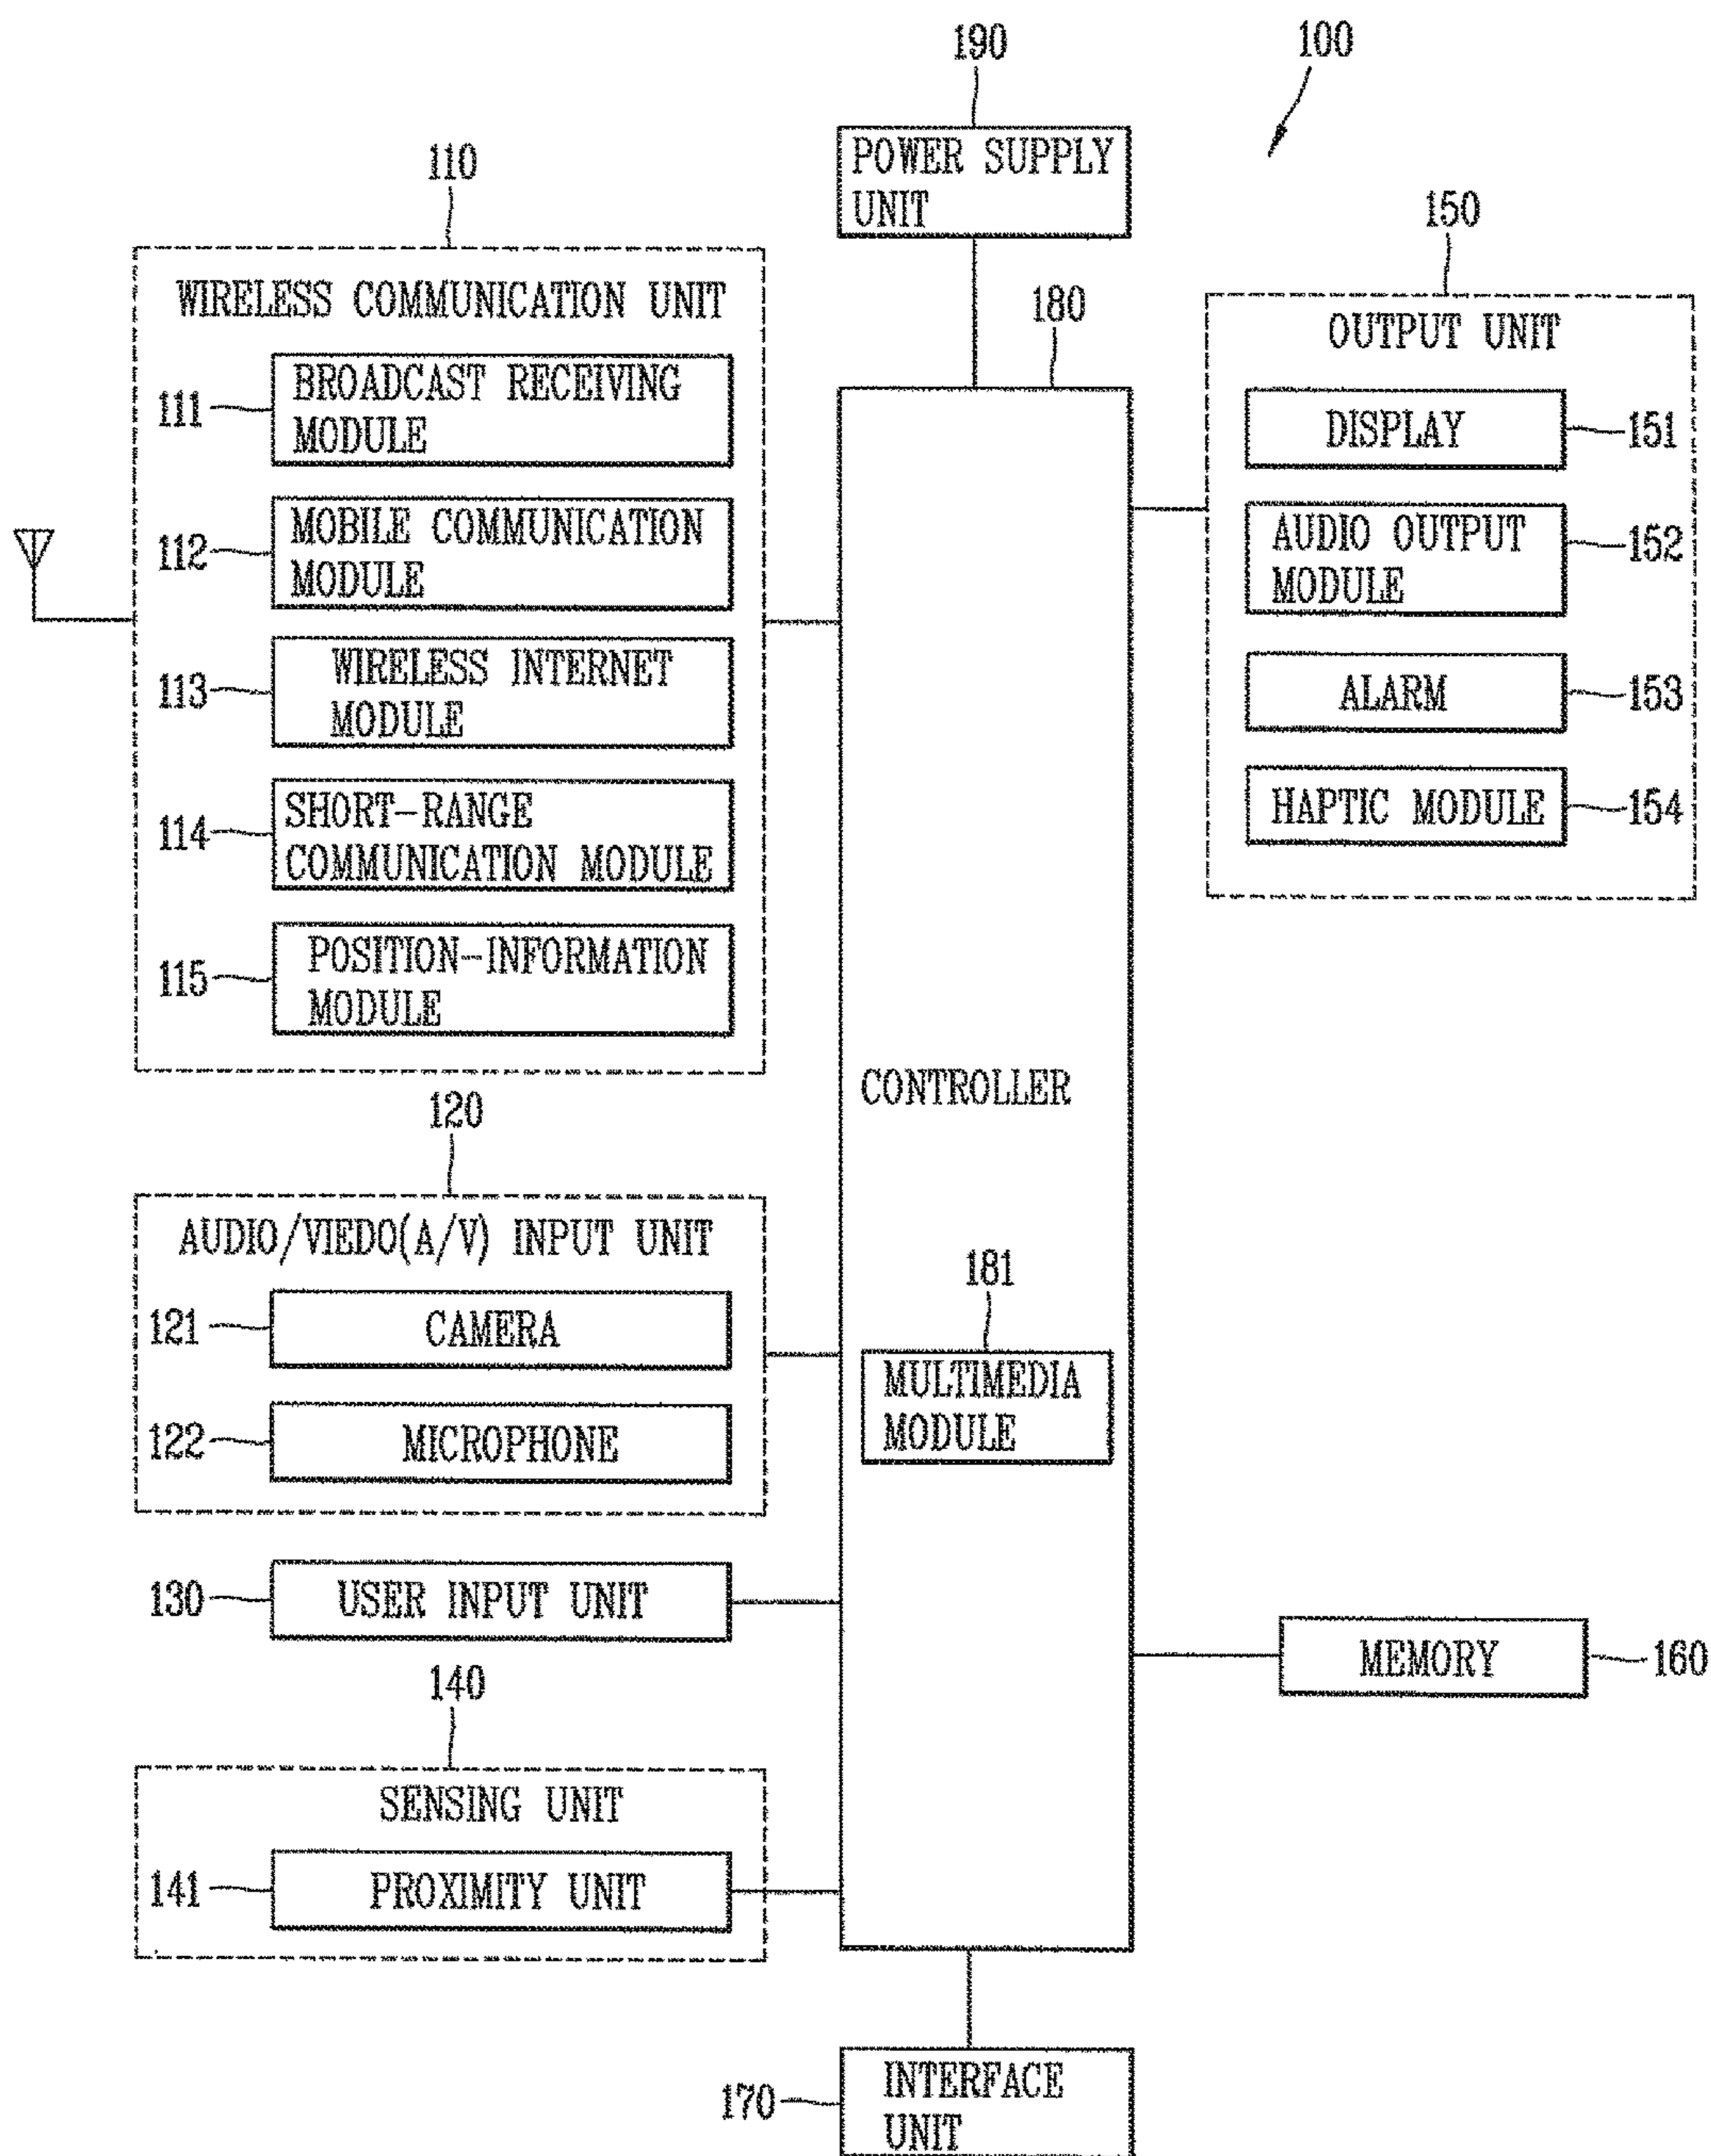 190
100
POWER SUPPLY
UNIT
110
WIRELESS COMMUNICATION UNIT
111
BROADCAST RECEIVING
MODULE
112
MOBILE COMMUNICATION
MODULE
113
WIRELESS INTERNET
MODULE
114
SHORT-RANGE
COMMUNICATION MODULE
115
POSITION-INFORMATION
MODULE
120
AUDIO/VIEDO(A/V) INPUT UNIT
121
CAMERA
122
MICROPHONE
130
USER INPUT UNIT
140
SENSING UNIT
141
PROXIMITY UNIT
180
CONTROLLER
181
MULTIMEDIA
MODULE
150
OUTPUT UNIT
DISPLAY
151
AUDIO OUTPUT
MODULE
152
ALARM
153
HAPTIC MODULE
154
MEMORY
160
170
INTERFACE
UNIT